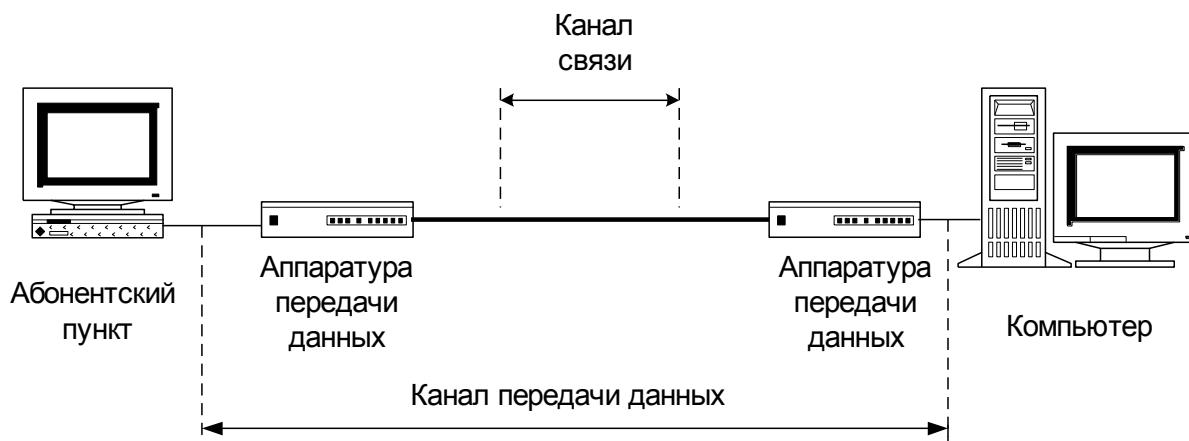 Канал
связи
Абонентский
пункт
Аппаратура
передачи
данных
Аппаратура
передачи
данных
Компьютер
Канал передачи данных